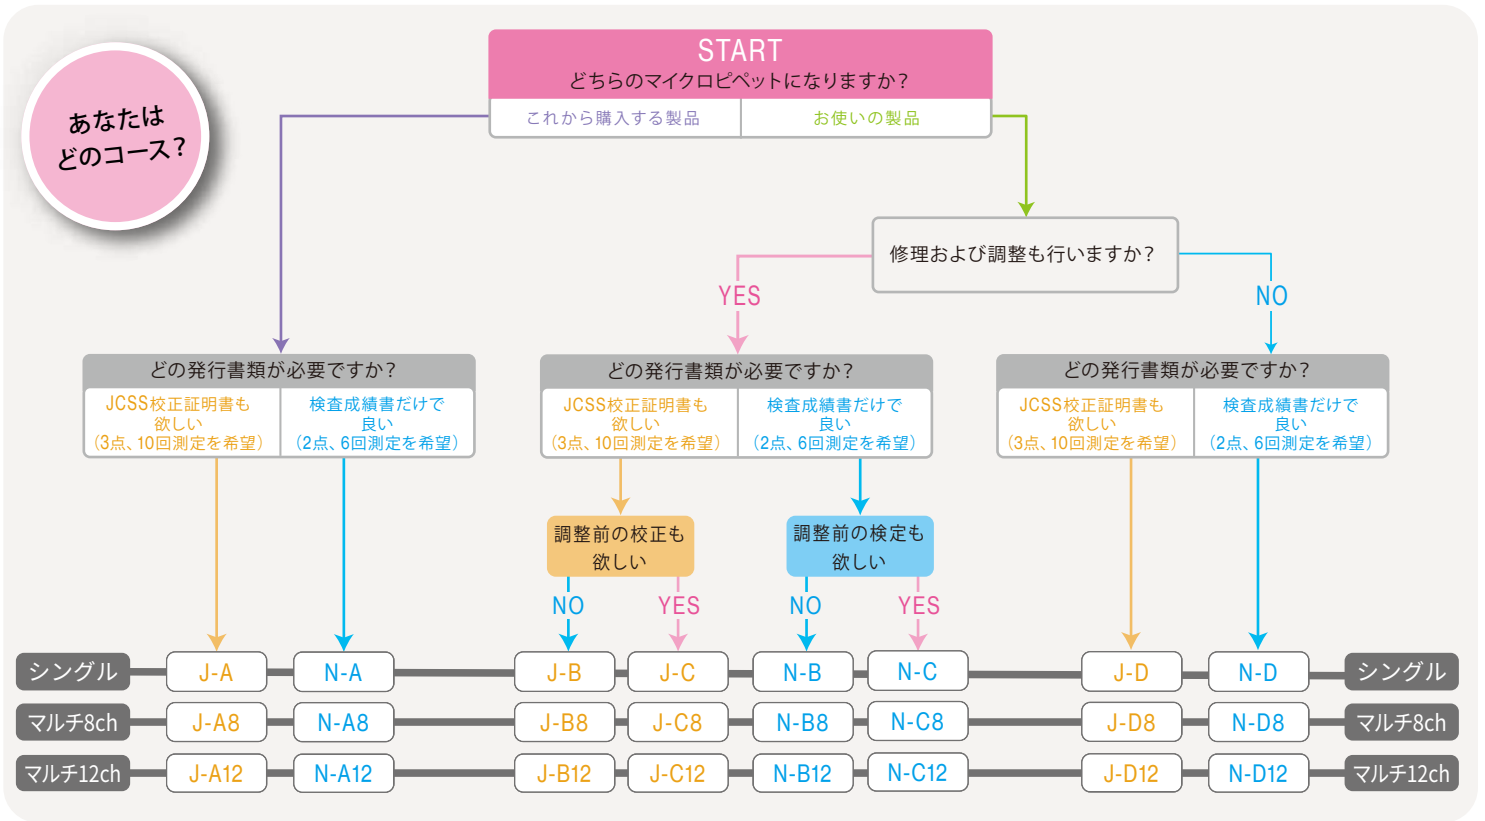 あなたは
どのコース？
START
どちらのマイクロピペットになりますか？
これから購入する製品
お使いの製品
修理および調整も行いますか？
YES
NO
どの発行書類が必要ですか？
JCSS校正証明書も
欲しい
（3点、10回測定を希望）
検査成績書だけで
良い
（2点、6回測定を希望）
どの発行書類が必要ですか？
JCSS校正証明書も
欲しい
（3点、10回測定を希望）
検査成績書だけで
良い
（2点、6回測定を希望）
どの発行書類が必要ですか？
JCSS校正証明書も
欲しい
（3点、10回測定を希望）
検査成績書だけで
良い
（2点、6回測定を希望）
調整前の校正も
欲しい
調整前の検定も
欲しい
NO
YES
NO
YES
シングル J-A N-A J-B J-C N-B N-C J-D N-D シングル
マルチ8ch J-A8 N-A8 J-B8 J-C8 N-B8 N-C8 J-D8 N-D8 マルチ8ch
マルチ12ch J-A12 N-A12 J-B12 J-C12 N-B12 N-C12 J-D12 N-D12 マルチ12ch